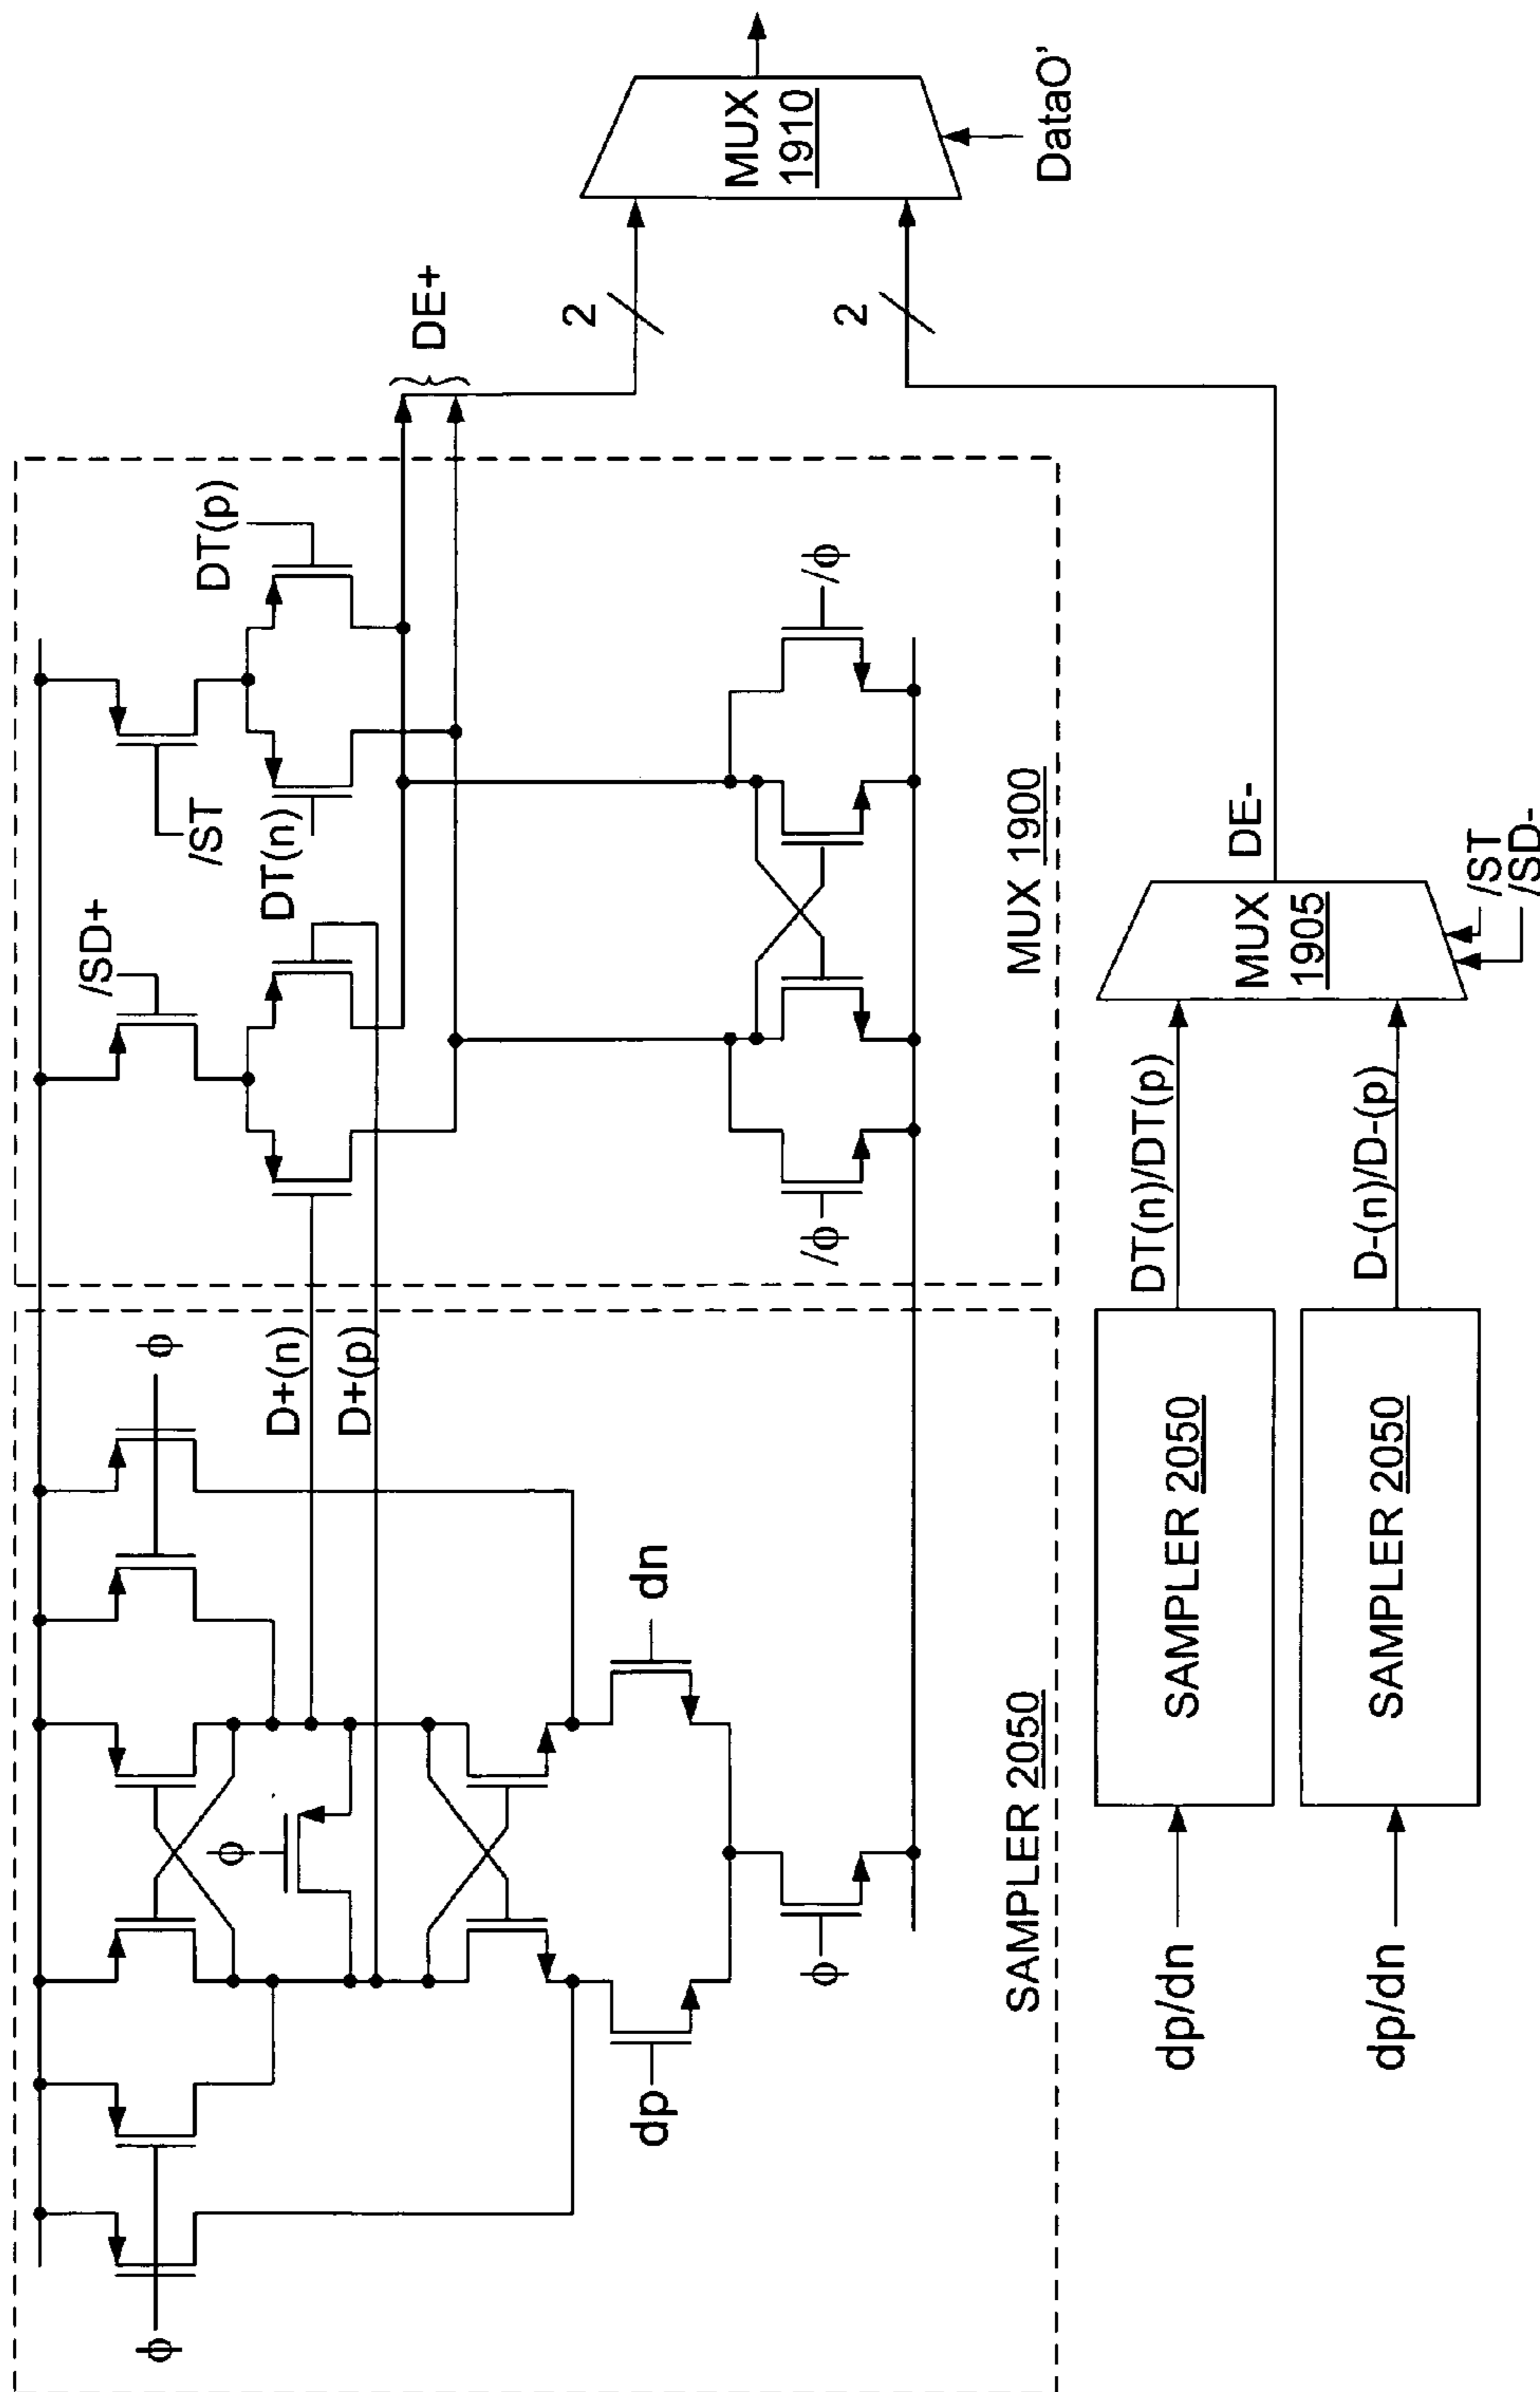 ϕ
ϕ
/SD+
/ST
DT(p)
DT(n)
D+(n)
D+(p)
ϕ
dp
dn
ϕ
SAMPLER 2050
/ϕ
/ϕ
MUX 1900
DE+
2
2
MUX
1910
DataO'
dp/dn
SAMPLER 2050
DT(n)/DT(p)
dp/dn
SAMPLER 2050
D-(n)/D-(p)
MUX
1905
DE-
/ST
/SD-